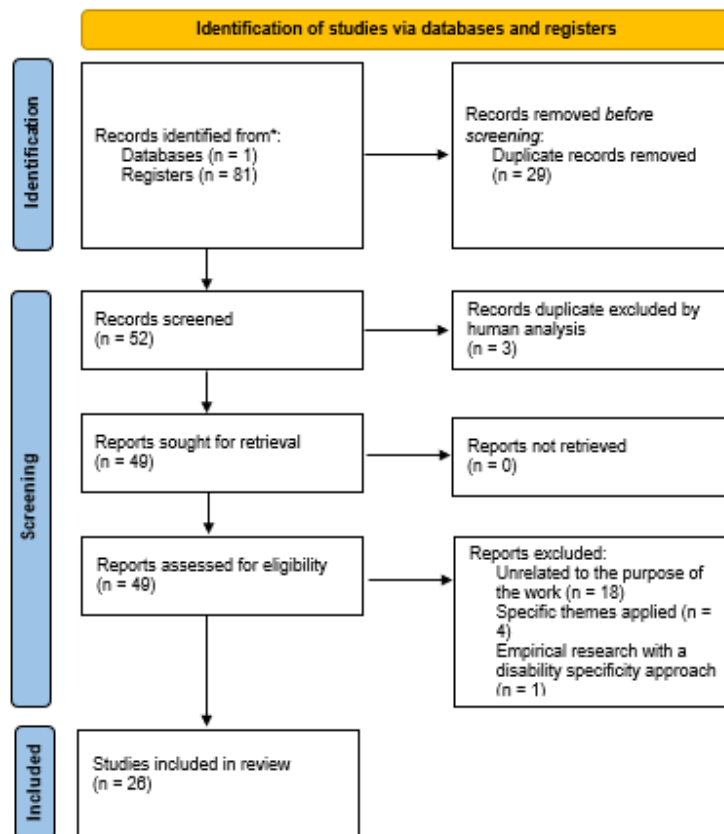 Identification of studies via databases and registers
Identification
Records identified from*:
Databases (n = 1)
Registers (n = 81)
Records removed before
screening:
Duplicate records removed
(n = 29)
Screening
Records screened
(n = 52)
Records duplicate excluded by
human analysis
(n = 3)
Reports sought for retrieval
(n = 49)
Reports not retrieved
(n = 0)
Reports assessed for eligibility
(n = 49)
Reports excluded:
Unrelated to the purpose of
the work (n = 18)
Specific themes applied (n =
4)
Empirical research with a
disability specificity approach
(n = 1)
Included
Studies included in review
(n = 26)